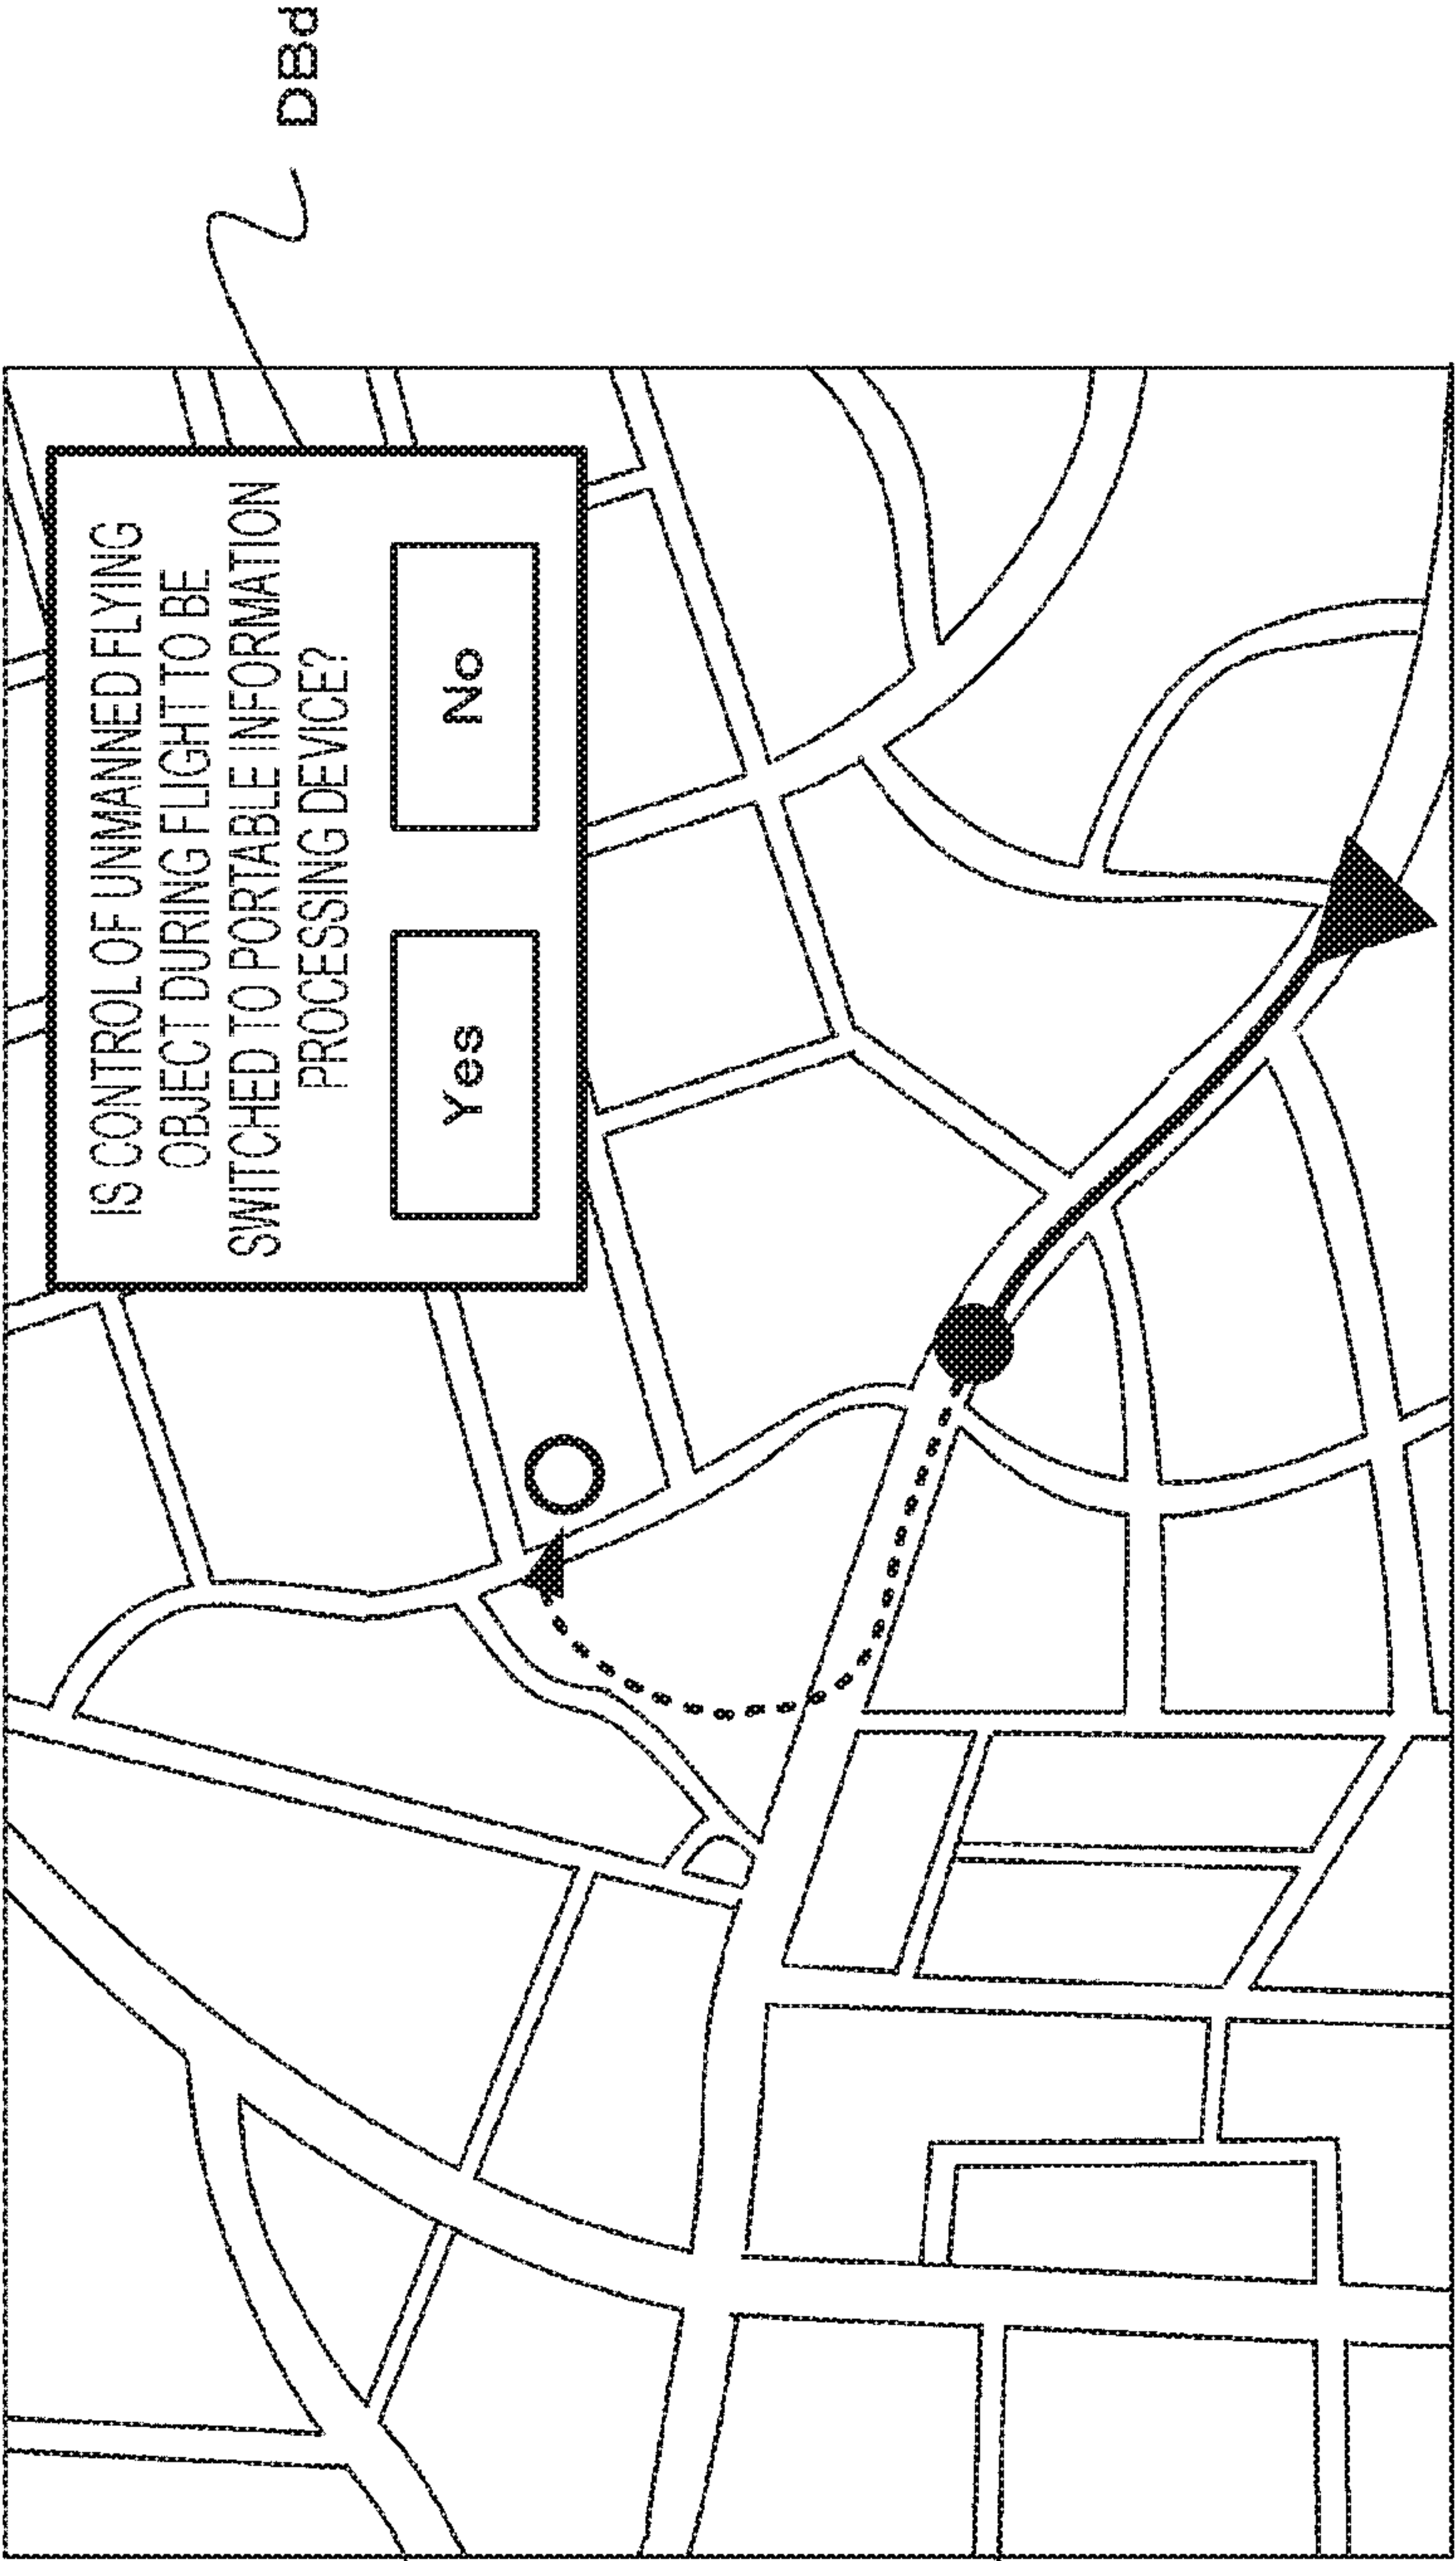 IS CONTROL OF UNMANNED FLYING
OBJECT DURING FLIGHT TO BE
SWITCHED TO PORTABLE INFORMATION
PROCESSING DEVICE?
Yes
No
DBd